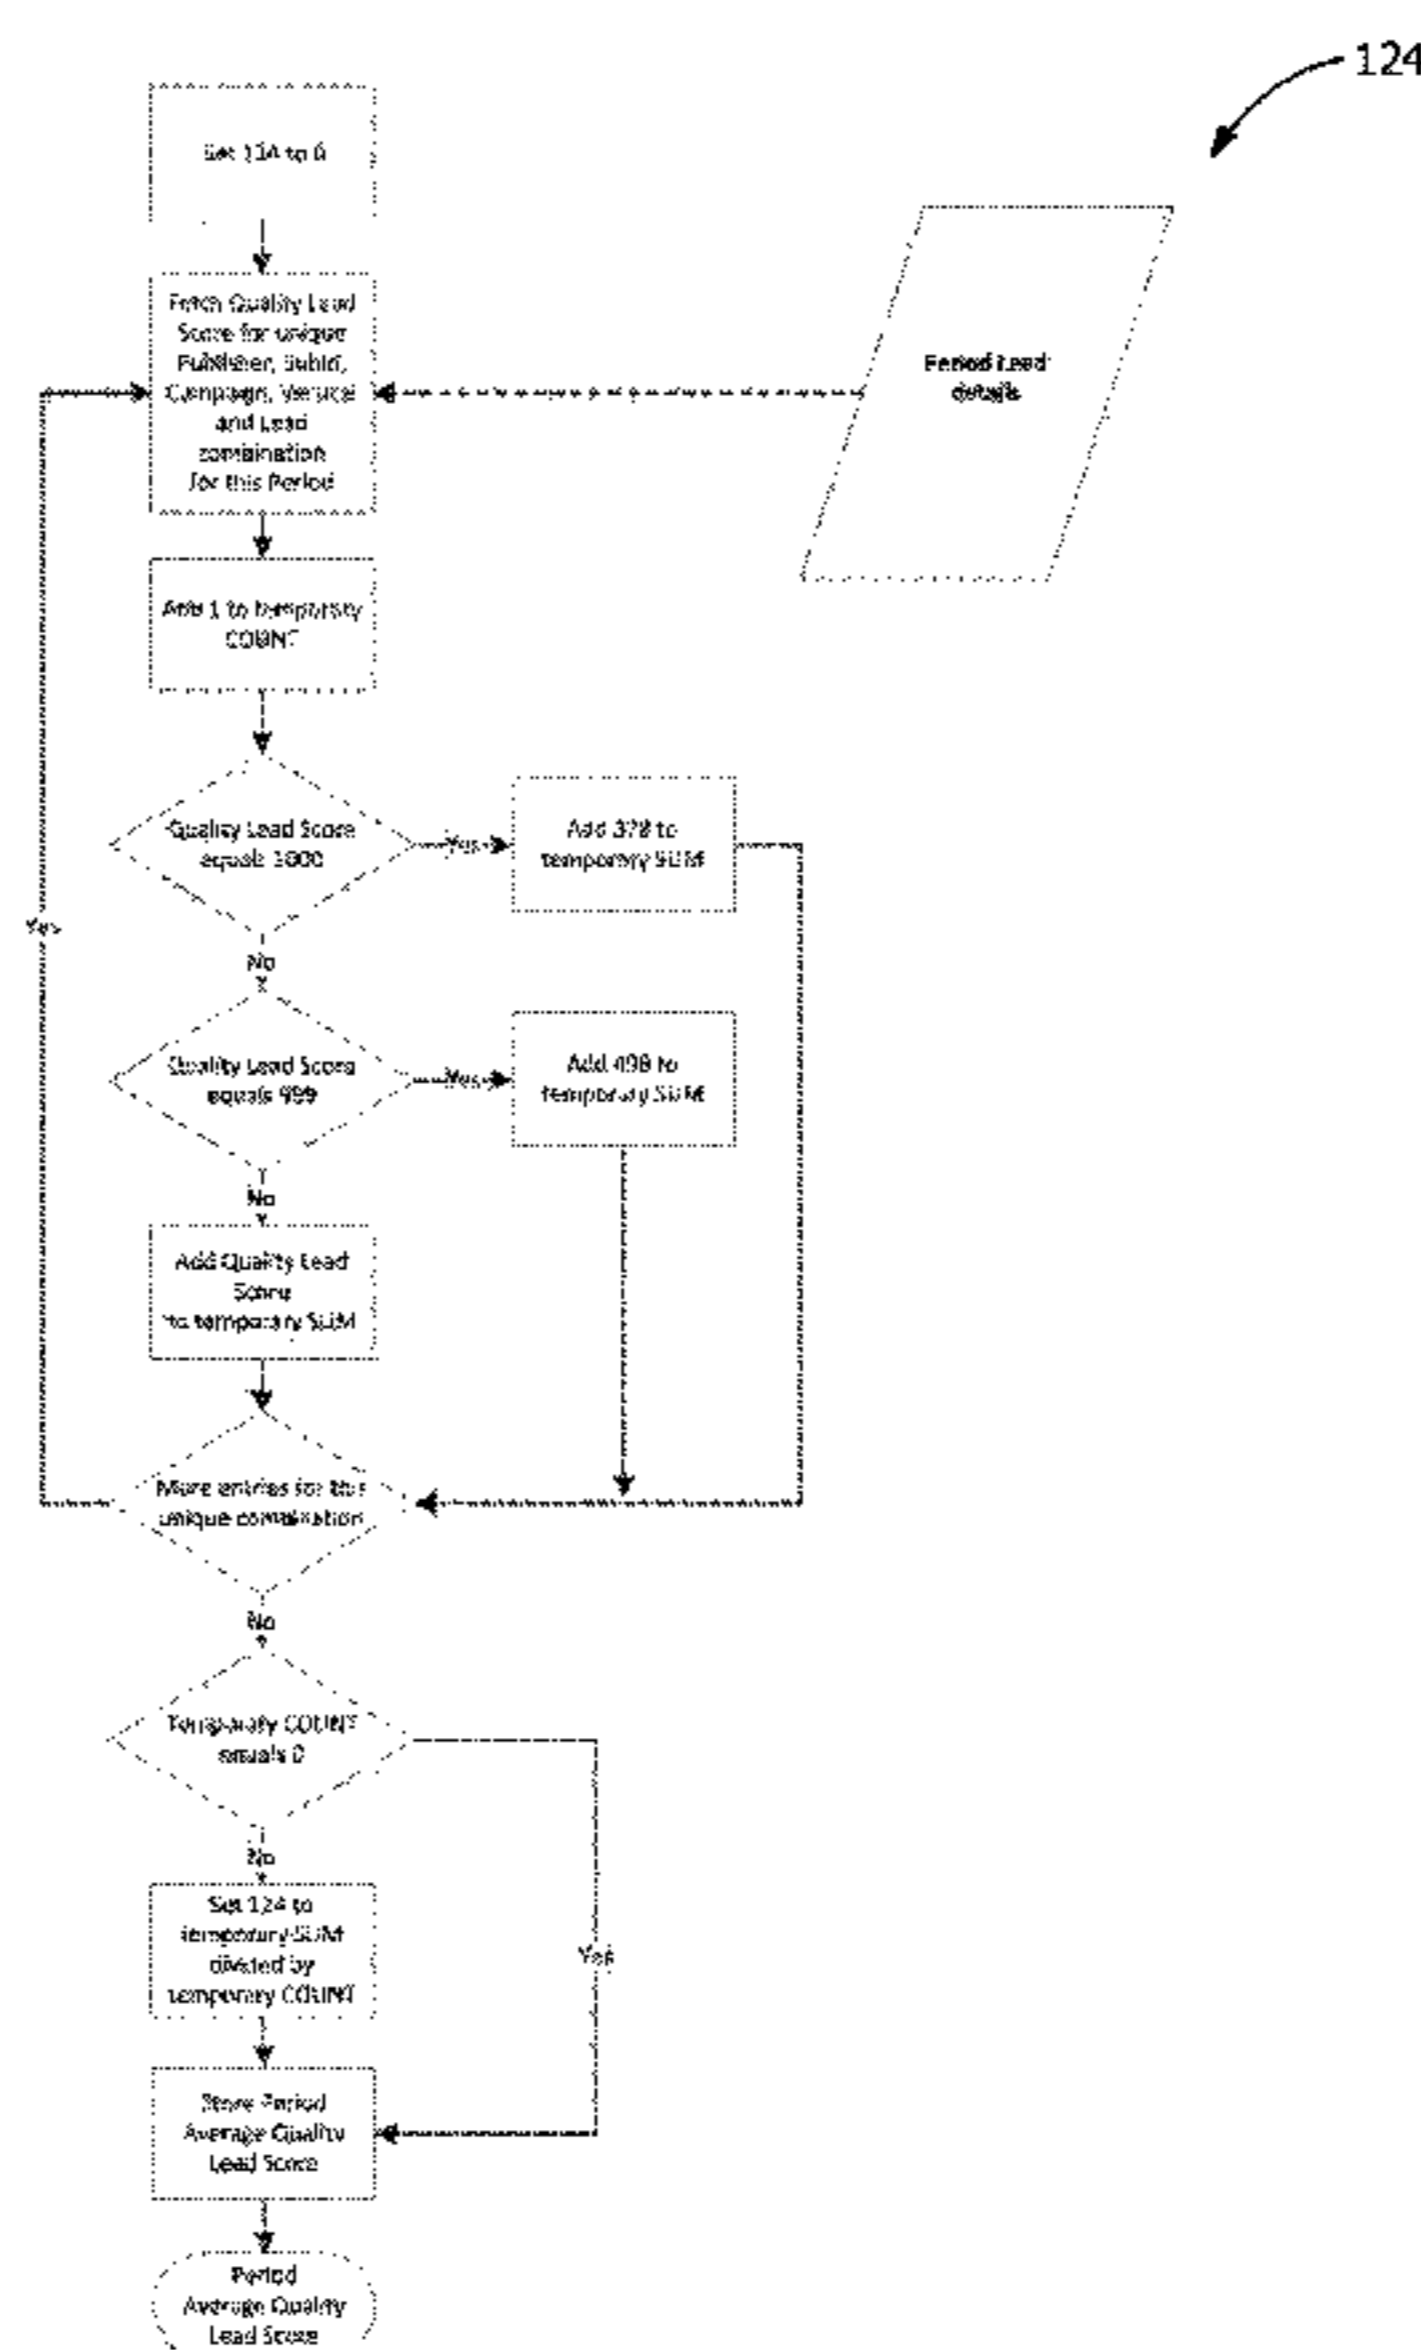 124
Set 124 to 0
Fetch Quality Lead
Score for unique
Publisher, SubId,
Campaign, Vertical
and Lead
combination
for this Period
Period Lead
details
Add 1 to temporary
COUNT
Quality Lead Score
equals 1000
Yes
Add to
temporary SUM
Yes
No
Quality Lead Score
equals 999
Yes
Add to
temporary SUM
No
Add Quality Lead
Score
to temporary SUM
More entries for this
unique combination
No
Temporary COUNT
equals 0
No
Set 124 to
temporary SUM
divided by
temporary COUNT
Yes
Store Period
Average Quality
Lead Score
Period
Average Quality
Lead Score